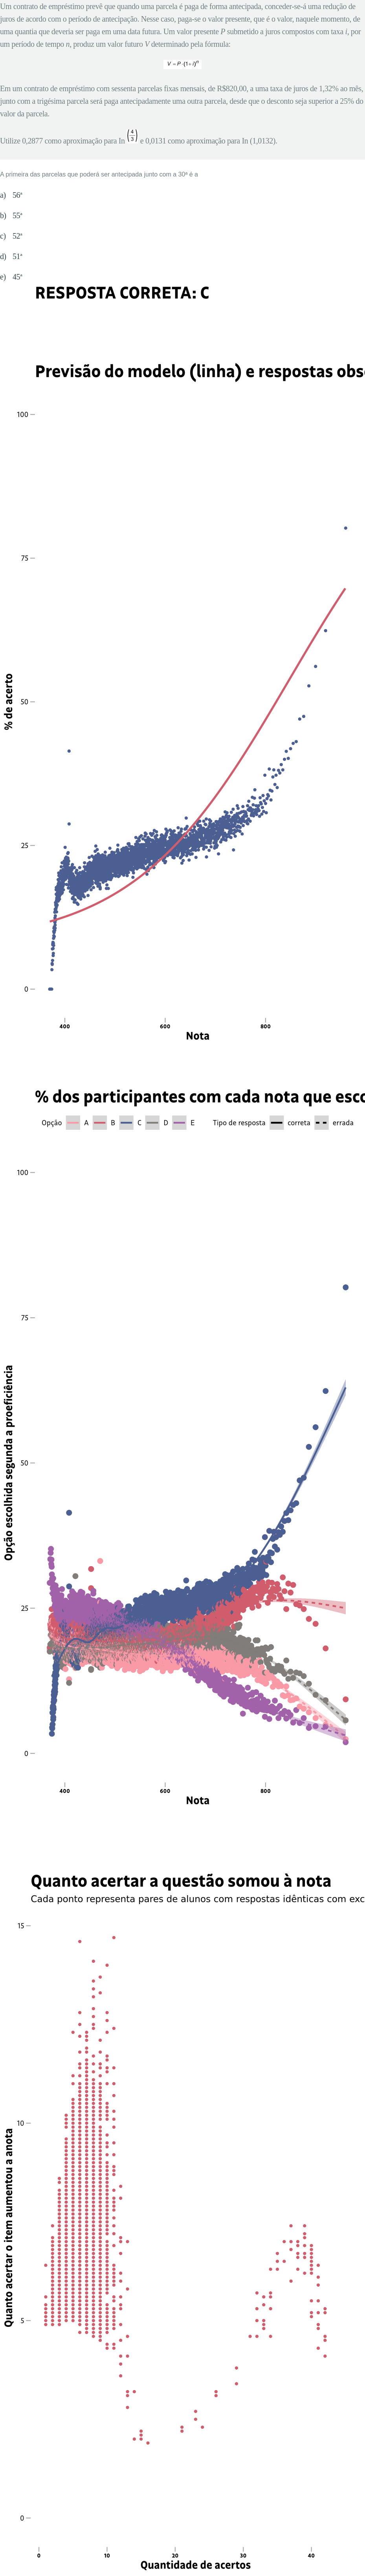 Um contrato de empréstimo prevê que quando uma parcela é paga de forma antecipada, conceder-se-á uma redução de
juros de acordo com o período de antecipação. Nesse caso, paga-se o valor presente, que é o valor, naquele momento, de
uma quantia que deveria ser paga em uma data futura. Um valor presente P submetido a juros compostos com taxa i, por
um período de tempo n, produz um valor futuro V determinado pela fórmula:
V = P · (1 + i)ⁿ
Em um contrato de empréstimo com sessenta parcelas fixas mensais, de R$820,00, a uma taxa de juros de 1,32% ao mês,
junto com a trigésima parcela será paga antecipadamente uma outra parcela, desde que o desconto seja superior a 25% do
valor da parcela.
Utilize 0,2877 como aproximação para In (4/3) e 0,0131 como aproximação para In (1,0132).
A primeira das parcelas que poderá ser antecipada junto com a 30ª é a
a) 56ª
b) 55ª
c) 52ª
d) 51ª
e) 45ª
RESPOSTA CORRETA: C
Previsão do modelo (linha) e respostas obs
100
75
50
25
0
% de acerto
400 600 800
Nota
% dos participantes com cada nota que esco
Opção A B C D E Tipo de resposta correta errada
100
75
50
25
0
Opção escolhida segunda a proeficiência
400 600 800
Nota
Quanto acertar a questão somou à nota
Cada ponto representa pares de alunos com respostas idênticas com exc
15
10
5
0
Quanto acertar o item aumentou a anota
0 10 20 30 40
Quantidade de acertos